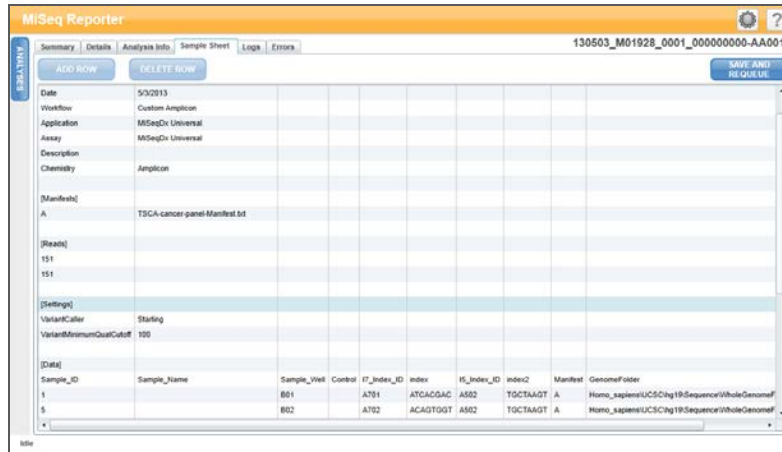 MiSeq Reporter
?
ANALYSES
Summary Details Analysis Info Sample Sheet Logs Errors
130503_M01928_0001_000000000-AA001
ADD ROW DELETE ROW SAVE AND REQUEUE
Date 5/3/2013
Workflow Custom Amplicon
Application MiSeqDx Universal
Assay MiSeqDx Universal
Description
Chemistry Amplicon
[Manifests]
A TSCA-cancer-panel-Manifest.txt
[Reads]
151
151
[Settings]
VariantCaller Starling
VariantMinimumQualCutoff 100
[Data]
Sample_ID Sample_Name Sample_Well Control I7_Index_ID index I5_Index_ID index2 Manifest GenomeFolder
1 B01 A701 ATCACGAC A502 TGCTAAGT A Homo_sapiens\UCSC\hg19\Sequence\WholeGenomeF
5 B02 A702 ACAGTGGT A502 TGCTAAGT A Homo_sapiens\UCSC\hg19\Sequence\WholeGenomeF
Idle